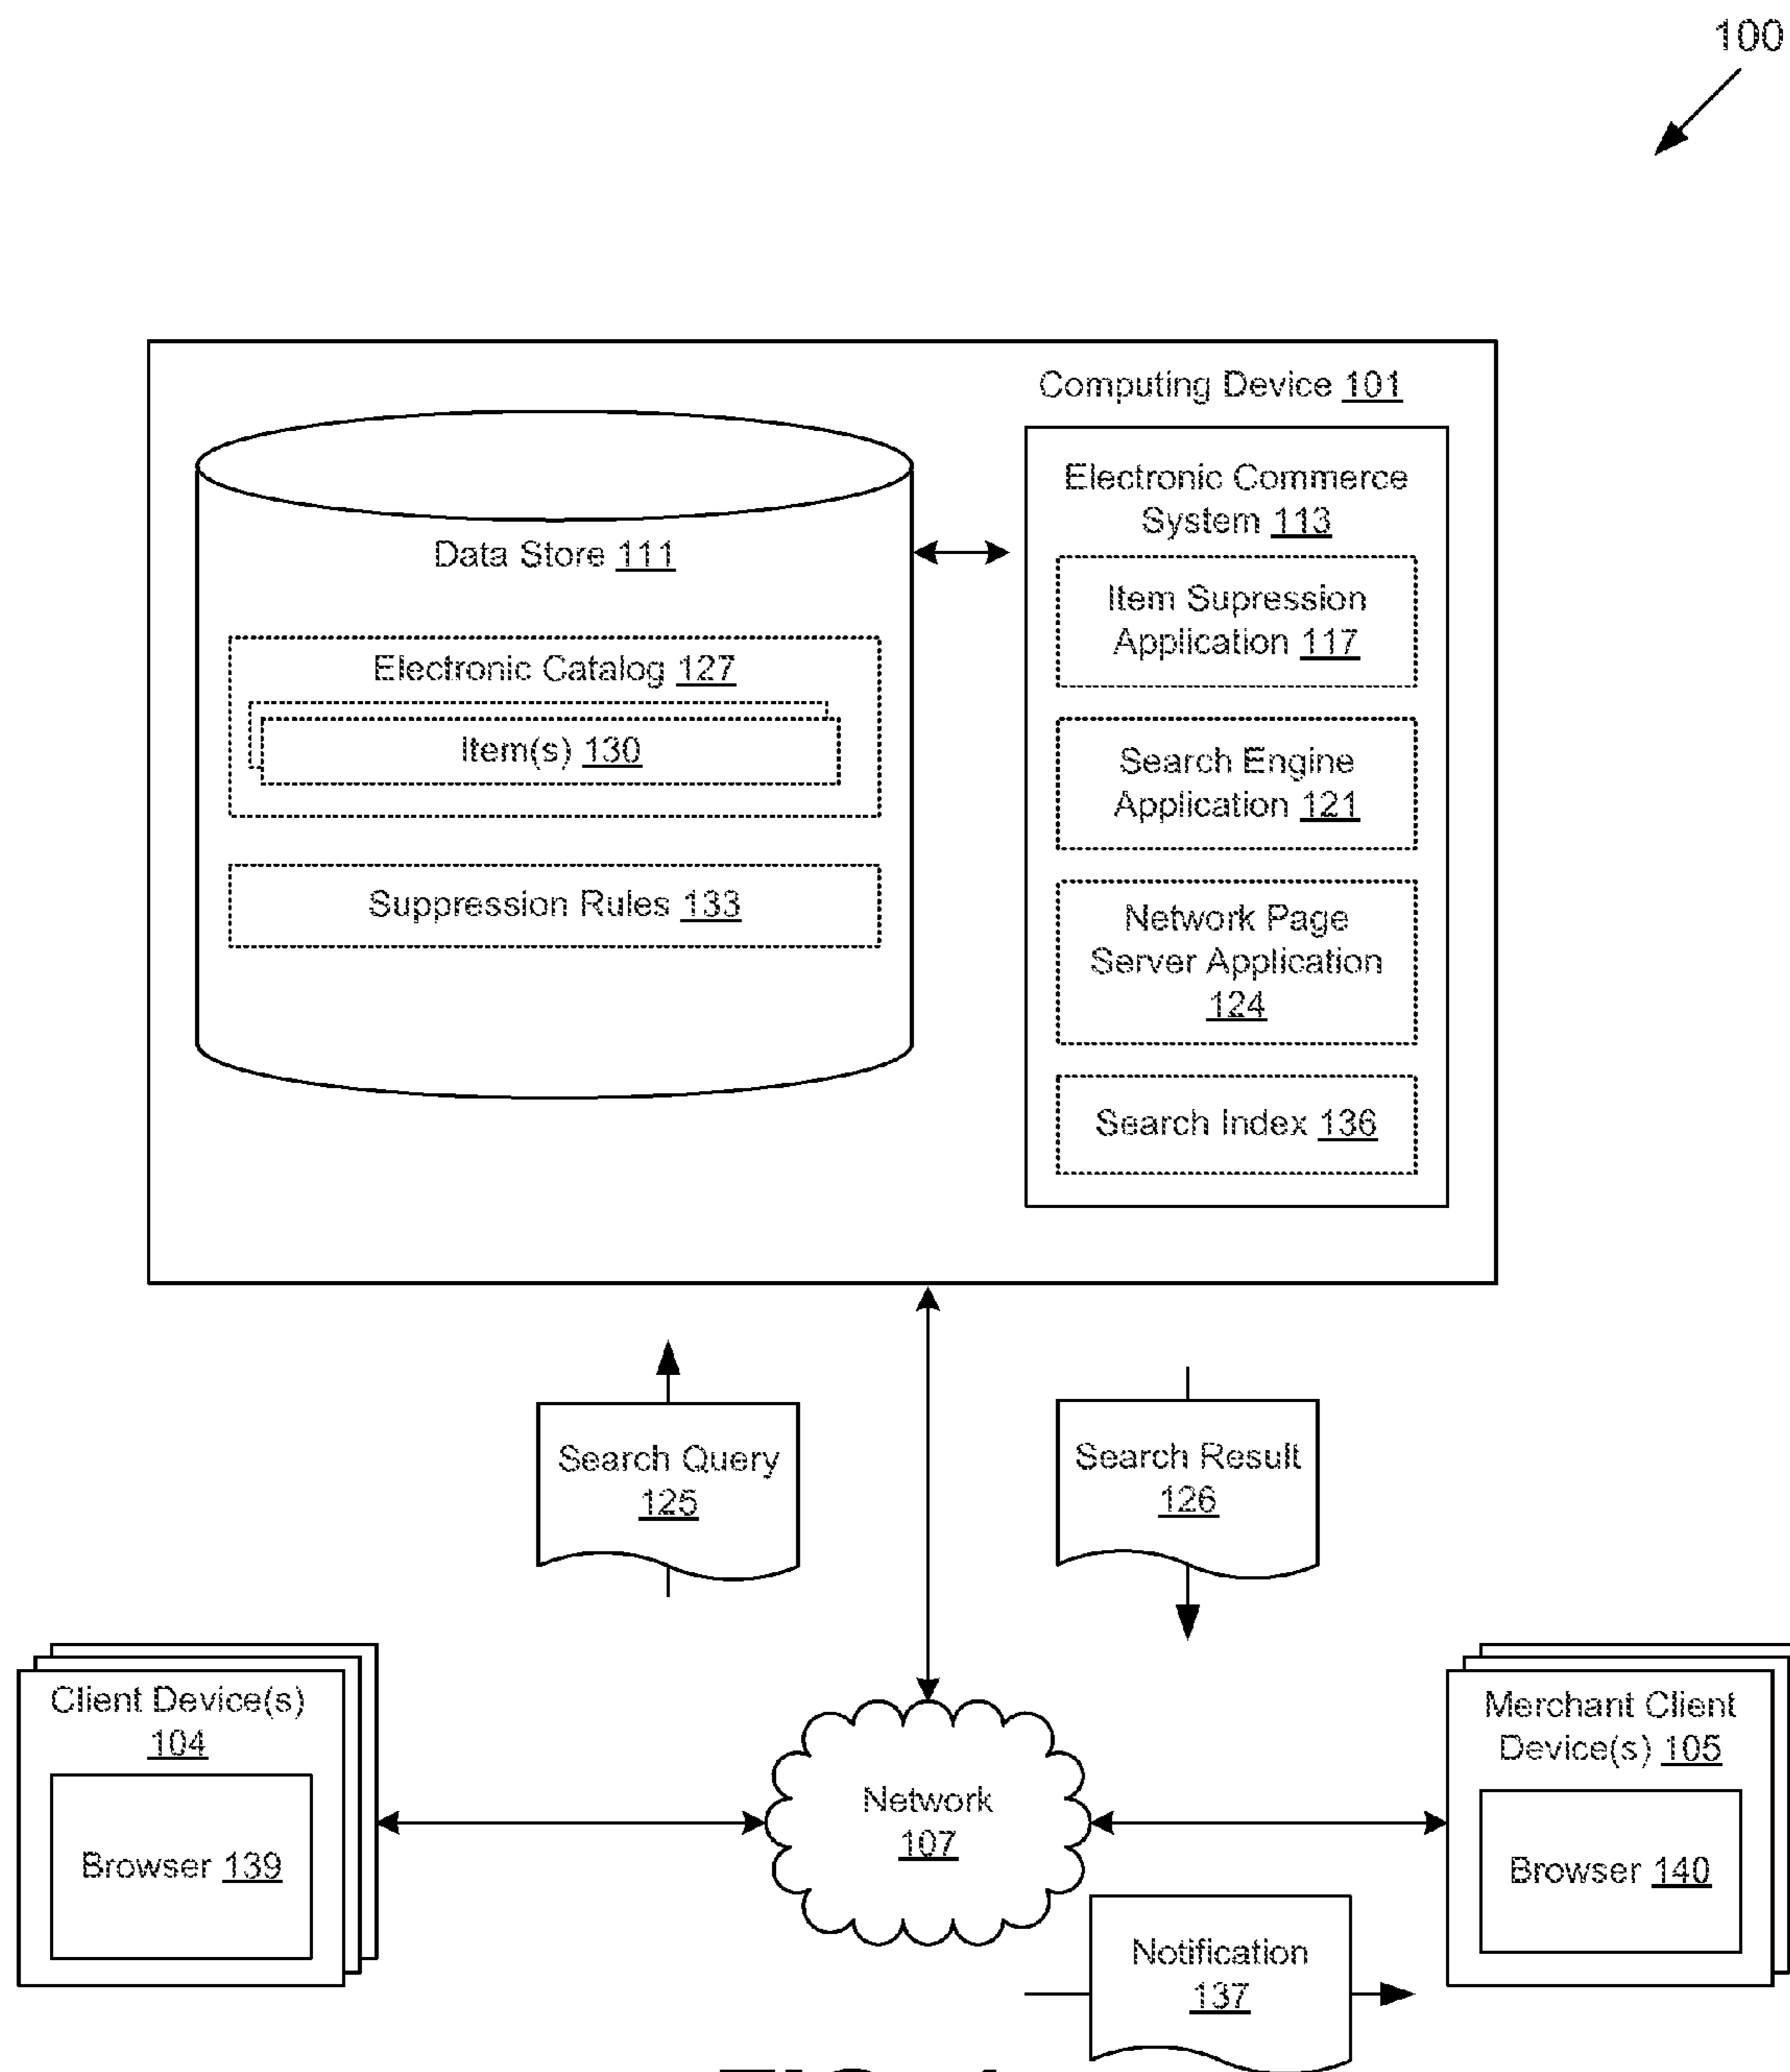 100
Computing Device 101
Data Store 111
Electronic Catalog 127
Item(s) 130
Suppression Rules 133
Electronic Commerce
System 113
Item Supression
Application 117
Search Engine
Application 121
Network Page
Server Application
124
Search Index 136
Search Query
125
Search Result
126
Client Device(s)
104
Browser 139
Network
107
Merchant Client
Device(s) 105
Browser 140
Notification
137